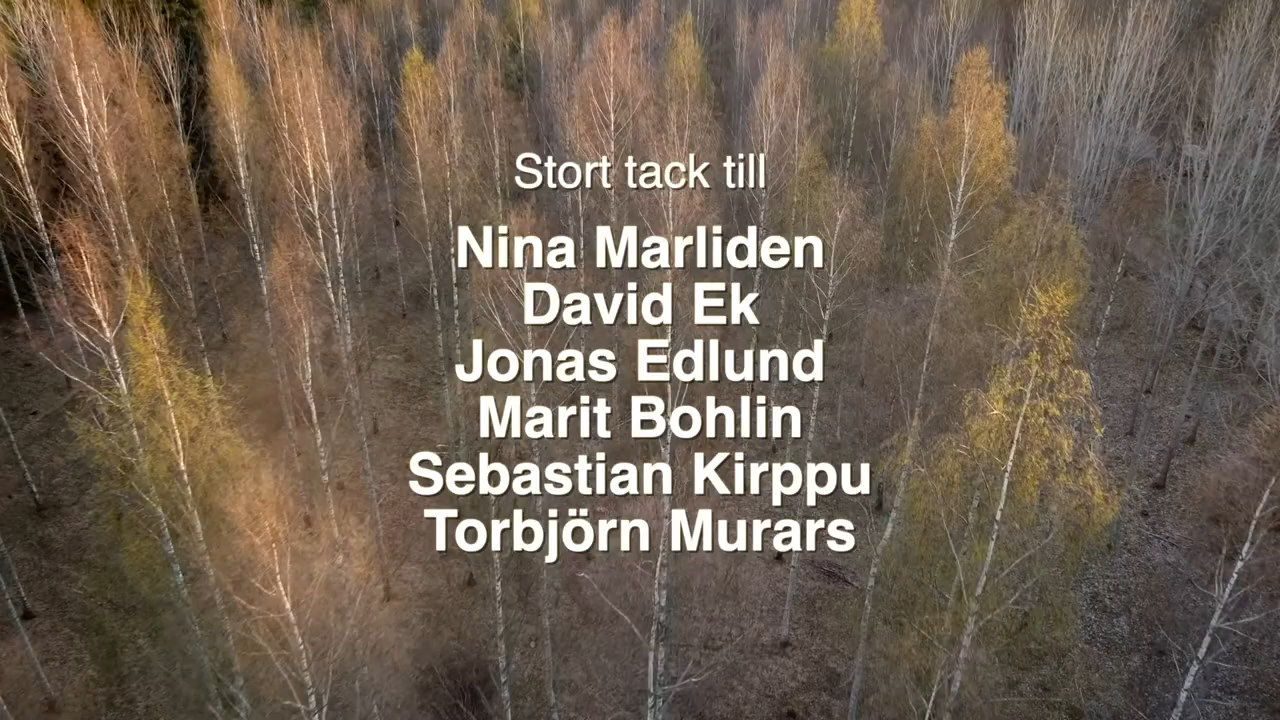 Stort tack till
Nina Marliden
David Ek
Jonas Edlund
Marit Bohlin
Sebastian Kirppu
Torbjörn Murars